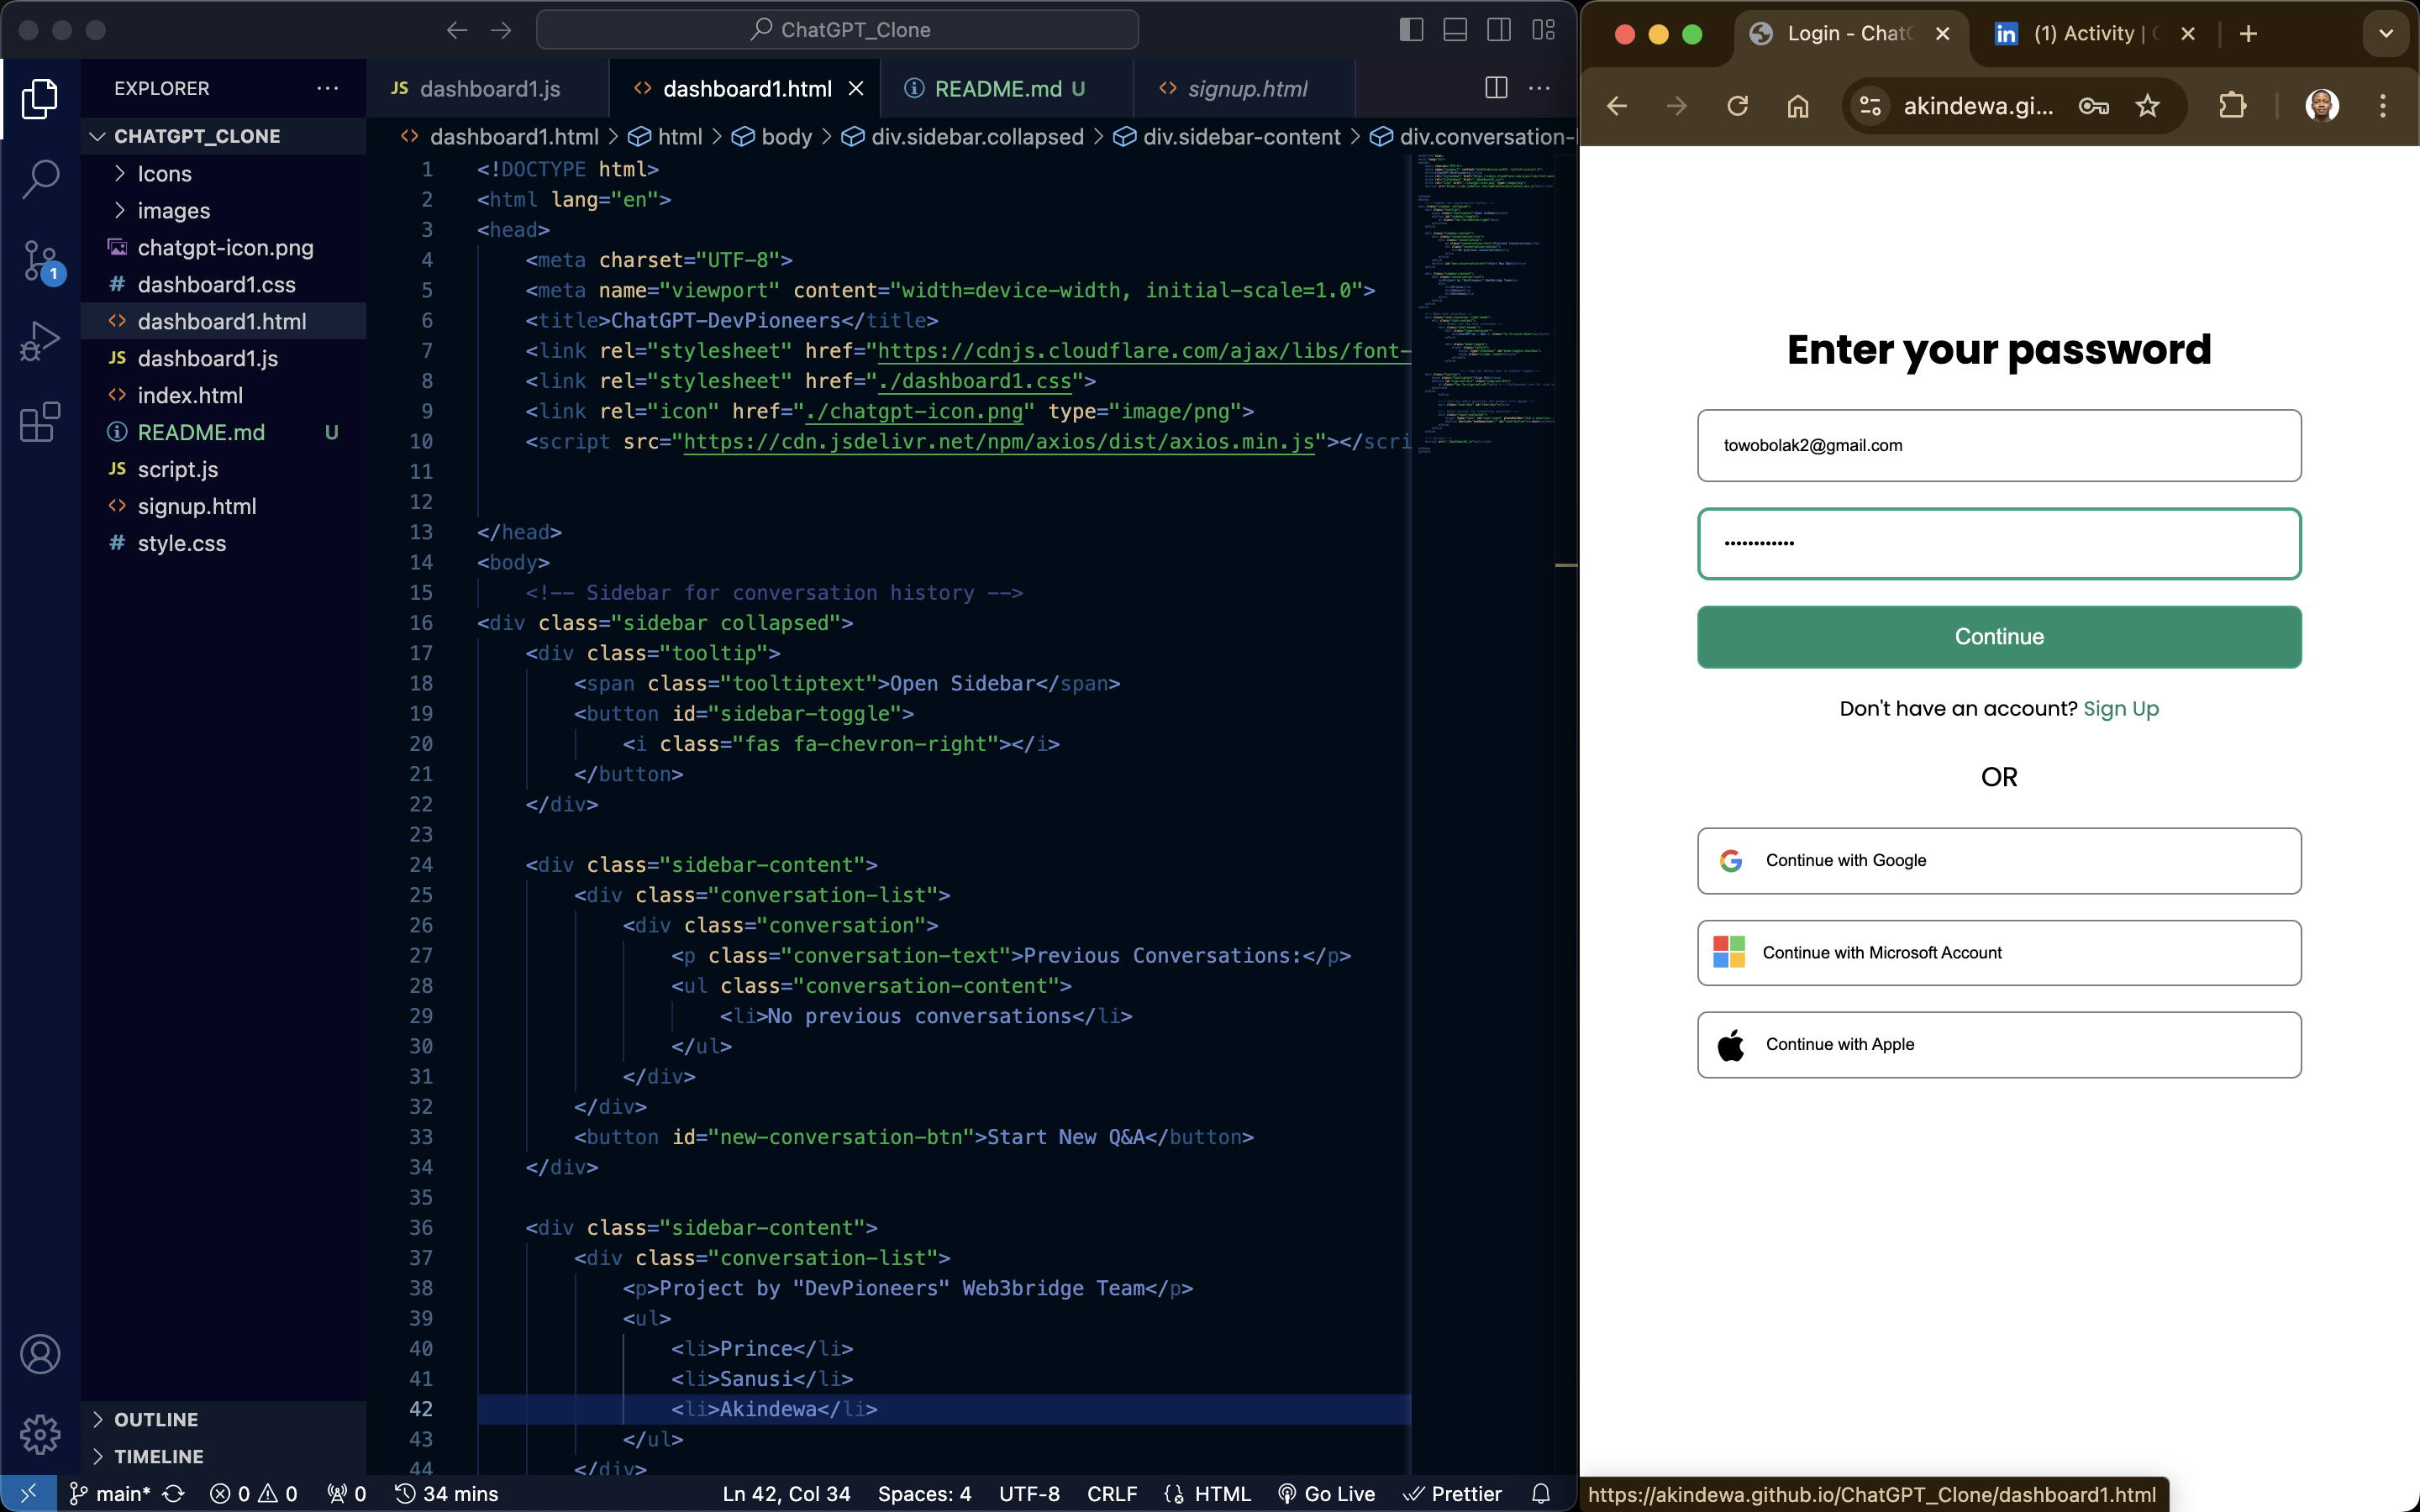 ChatGPT_Clone
EXPLORER
CHATGPT_CLONE
Icons
images
chatgpt-icon.png
dashboard1.css
dashboard1.html
JS dashboard1.js
index.html
README.md U
JS script.js
signup.html
style.css
OUTLINE
TIMELINE
JS dashboard1.js
dashboard1.html
README.md U
signup.html
dashboard1.html > html > body > div.sidebar.collapsed > div.sidebar-content > div.conversation-
1 <!DOCTYPE html>
2 <html lang="en">
3 <head>
4 <meta charset="UTF-8">
5 <meta name="viewport" content="width=device-width, initial-scale=1.0">
6 <title>ChatGPT-DevPioneers</title>
7 <link rel="stylesheet" href="https://cdnjs.cloudflare.com/ajax/libs/font-
8 <link rel="stylesheet" href="./dashboard1.css">
9 <link rel="icon" href="./chatgpt-icon.png" type="image/png">
10 <script src="https://cdn.jsdelivr.net/npm/axios/dist/axios.min.js"></scri
11
12
13 </head>
14 <body>
15 <!-- Sidebar for conversation history -->
16 <div class="sidebar collapsed">
17 <div class="tooltip">
18 <span class="tooltiptext">Open Sidebar</span>
19 <button id="sidebar-toggle">
20 <i class="fas fa-chevron-right"></i>
21 </button>
22 </div>
23
24 <div class="sidebar-content">
25 <div class="conversation-list">
26 <div class="conversation">
27 <p class="conversation-text">Previous Conversations:</p>
28 <ul class="conversation-content">
29 <li>No previous conversations</li>
30 </ul>
31 </div>
32 </div>
33 <button id="new-conversation-btn">Start New Q&A</button>
34 </div>
35
36 <div class="sidebar-content">
37 <div class="conversation-list">
38 <p>Project by "DevPioneers" Web3bridge Team</p>
39 <ul>
40 <li>Prince</li>
41 <li>Sanusi</li>
42 <li>Akindewa</li>
43 </ul>
44 </div>
1
main* 0 0 0 34 mins Ln 42, Col 34 Spaces: 4 UTF-8 CRLF HTML Go Live Prettier
Login - Chat
in (1) Activity |
akindewa.gi...
Enter your password
towobolak2@gmail.com
••••••••••••
Continue
Don't have an account? Sign Up
OR
Continue with Google
Continue with Microsoft Account
Continue with Apple
https://akindewa.github.io/ChatGPT_Clone/dashboard1.html